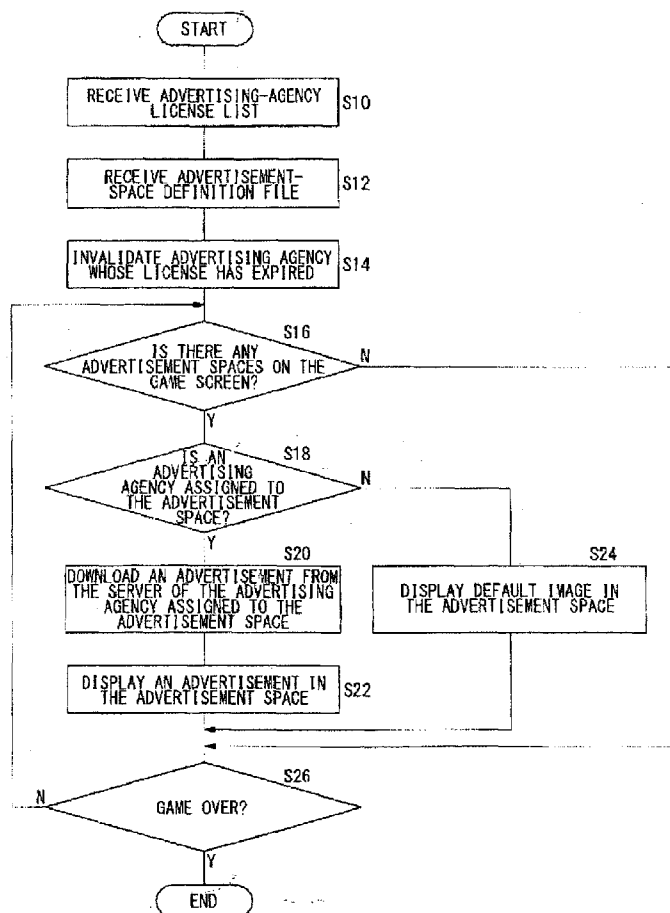 START
RECEIVE ADVERTISING-AGENCY
LICENSE LIST
S10
RECEIVE ADVERTISEMENT-
SPACE DEFINITION FILE
S12
INVALIDATE ADVERTISING AGENCY
WHOSE LICENSE HAS EXPIRED
S14
S16
IS THERE ANY
ADVERTISEMENT SPACES ON THE
GAME SCREEN?
N
Y
S18
IS AN
ADVERTISING
AGENCY ASSIGNED TO
THE ADVERTISEMENT
SPACE?
N
Y
S20
DOWNLOAD AN ADVERTISEMENT FROM
THE SERVER OF THE ADVERTISING
AGENCY ASSIGNED TO THE
ADVERTISEMENT SPACE
S24
DISPLAY DEFAULT IMAGE IN
THE ADVERTISEMENT SPACE
DISPLAY AN ADVERTISEMENT IN
THE ADVERTISEMENT SPACE
S22
S26
N
GAME OVER?
Y
END